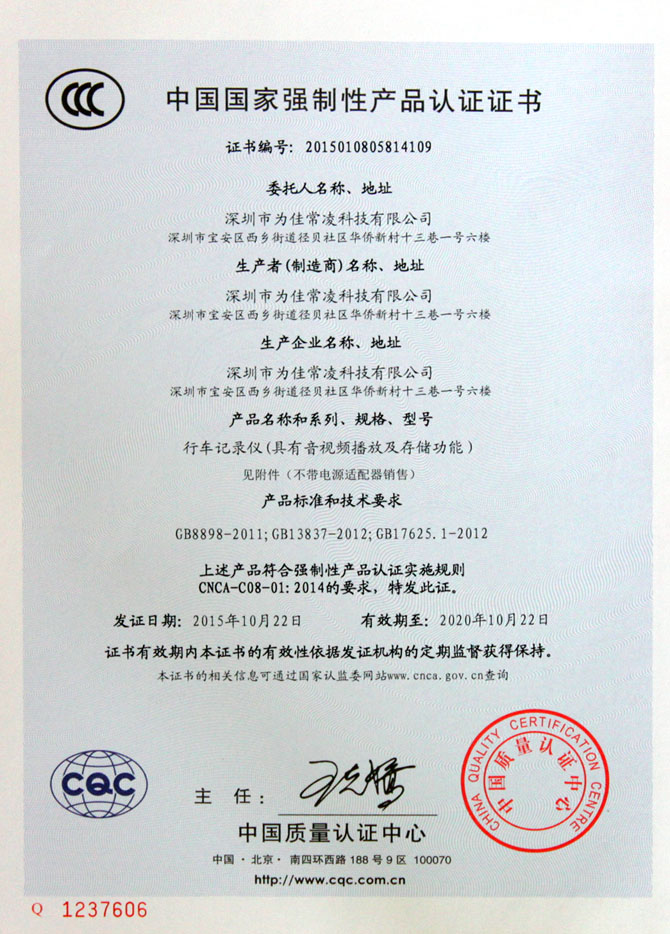 CCC
中国国家强制性产品认证证书
证书编号：2015010805814109
委托人名称、地址
深圳市为佳常凌科技有限公司
深圳市宝安区西乡街道径贝社区华侨新村十三巷一号六楼
生产者(制造商)名称、地址
深圳市为佳常凌科技有限公司
深圳市宝安区西乡街道径贝社区华侨新村十三巷一号六楼
生产企业名称、地址
深圳市为佳常凌科技有限公司
深圳市宝安区西乡街道径贝社区华侨新村十三巷一号六楼
产品名称和系列、规格、型号
行车记录仪(具有音视频播放及存储功能)
见附件（不带电源适配器销售）
产品标准和技术要求
GB8898-2011;GB13837-2012;GB17625.1-2012
上述产品符合强制性产品认证实施规则
CNCA-C08-01:2014的要求，特发此证。
发证日期：2015年10月22日 有效期至：2020年10月22日
证书有效期内本证书的有效性依据发证机构的定期监督获得保持。
本证书的相关信息可通过国家认监委网站www.cnca.gov.cn查询
CHINA QUALITY CERTIFICATION CENTRE
中国质量认证中心
CQC
主 任：
中国质量认证中心
中国·北京·南四环西路188号9区 100070
http://www.cqc.com.cn
Q 1237606